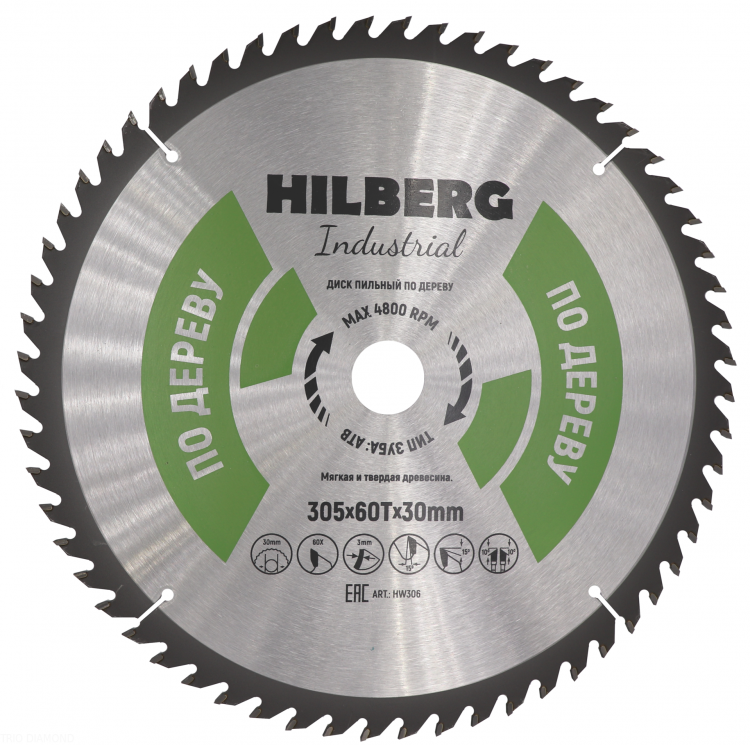 HILBERG
Industrial
ДИСК ПИЛЬНЫЙ ПО ДЕРЕВУ
MAX 4800 RPM
ПО ДЕРЕВУ
ПО ДЕРЕВУ
ТИП ЗУБА: ATB
Мягкая и твердая древесина.
305x60Tx30mm
30mm 60X 3mm 15° 15° 10° 10°
EAC ART.: HW306